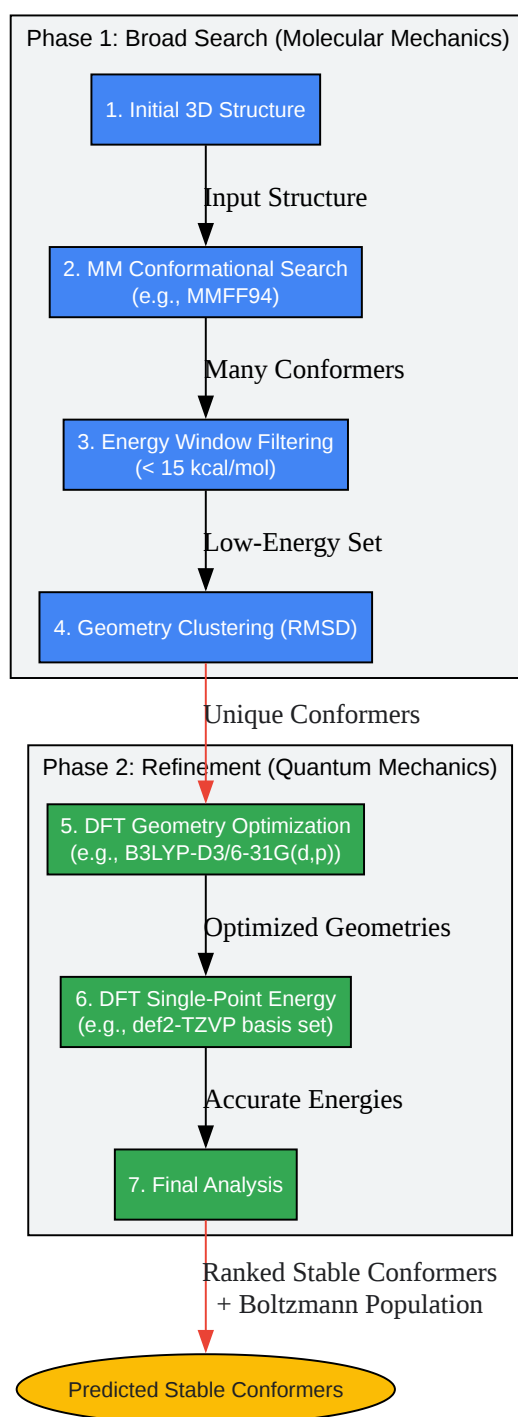 Phase 1: Broad Search (Molecular Mechanics)
1. Initial 3D Structure
Input Structure
2. MM Conformational Search
(e.g., MMFF94)
Many Conformers
3. Energy Window Filtering
(< 15 kcal/mol)
Low-Energy Set
4. Geometry Clustering (RMSD)
Unique Conformers
Phase 2: Refinement (Quantum Mechanics)
5. DFT Geometry Optimization
(e.g., B3LYP-D3/6-31G(d,p))
Optimized Geometries
6. DFT Single-Point Energy
(e.g., def2-TZVP basis set)
Accurate Energies
7. Final Analysis
Ranked Stable Conformers
+ Boltzmann Population
Predicted Stable Conformers